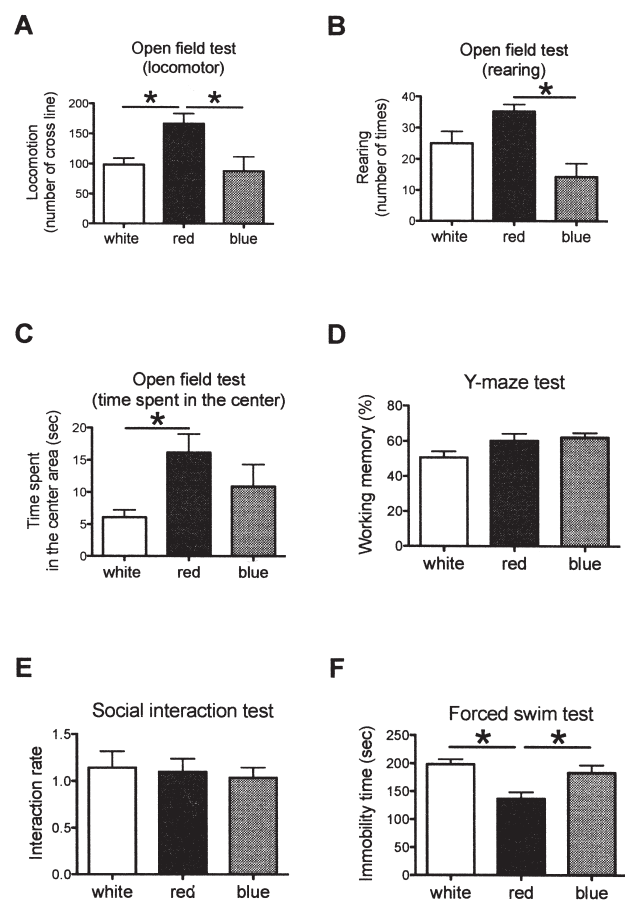 A
Open field test
(locomotor)
*
*
Locomotion
(number of cross line)
200
150
100
50
0
white red blue
B
Open field test
(rearing)
*
Rearing
(number of times)
40
30
20
10
0
white red blue
C
Open field test
(time spent in the center)
*
Time spent
in the center area (sec)
20
15
10
5
0
white red blue
D
Y-maze test
Working memory (%)
80
60
40
20
0
white red blue
E
Social interaction test
Interaction rate
1.5
1.0
0.5
0.0
white red blue
F
Forced swim test
*
*
Immobility time (sec)
250
200
150
100
50
0
white red blue